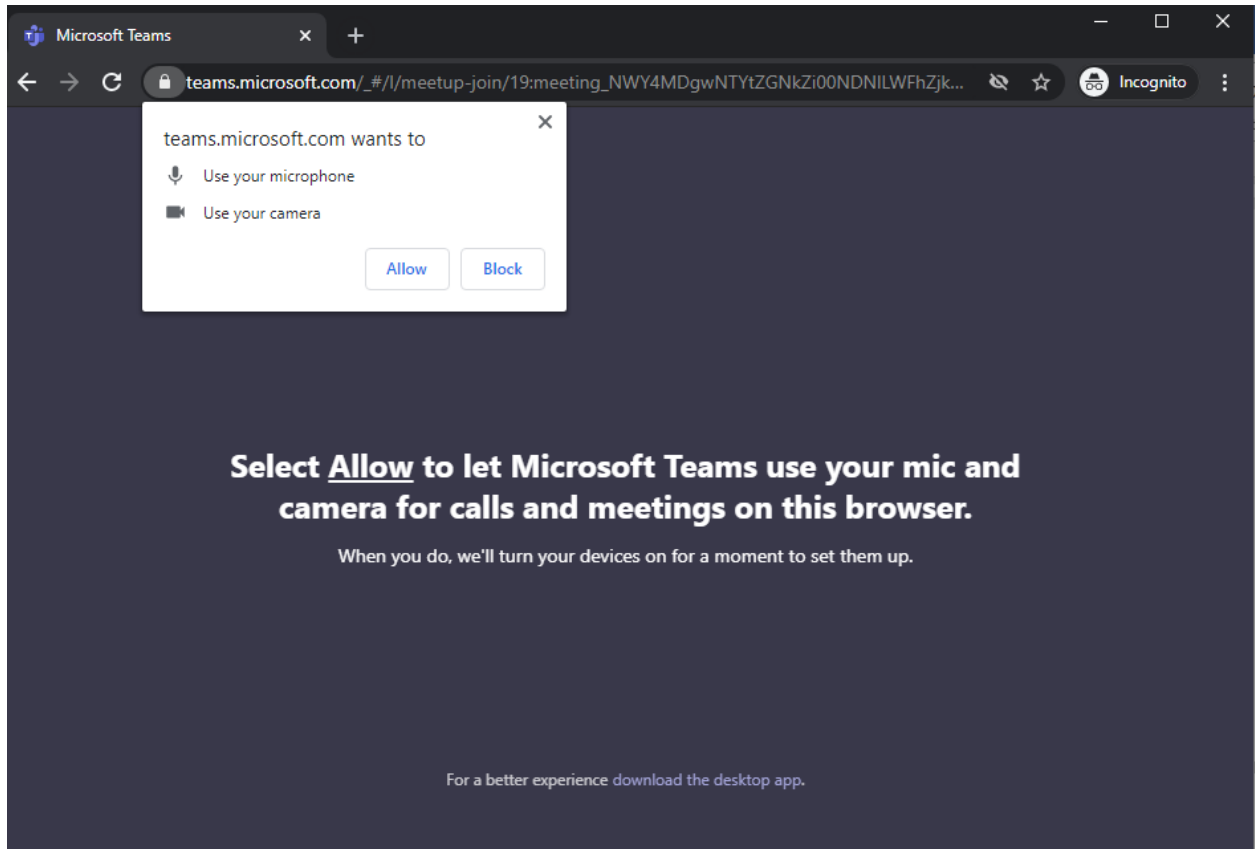 Microsoft Teams
teams.microsoft.com/_#/l/meetup-join/19:meeting_NWY4MDgwNTYtZGNkZi00NDNlLWFhZjk...
Incognito
teams.microsoft.com wants to
Use your microphone
Use your camera
Allow
Block
Select Allow to let Microsoft Teams use your mic and
camera for calls and meetings on this browser.
When you do, we'll turn your devices on for a moment to set them up.
For a better experience download the desktop app.